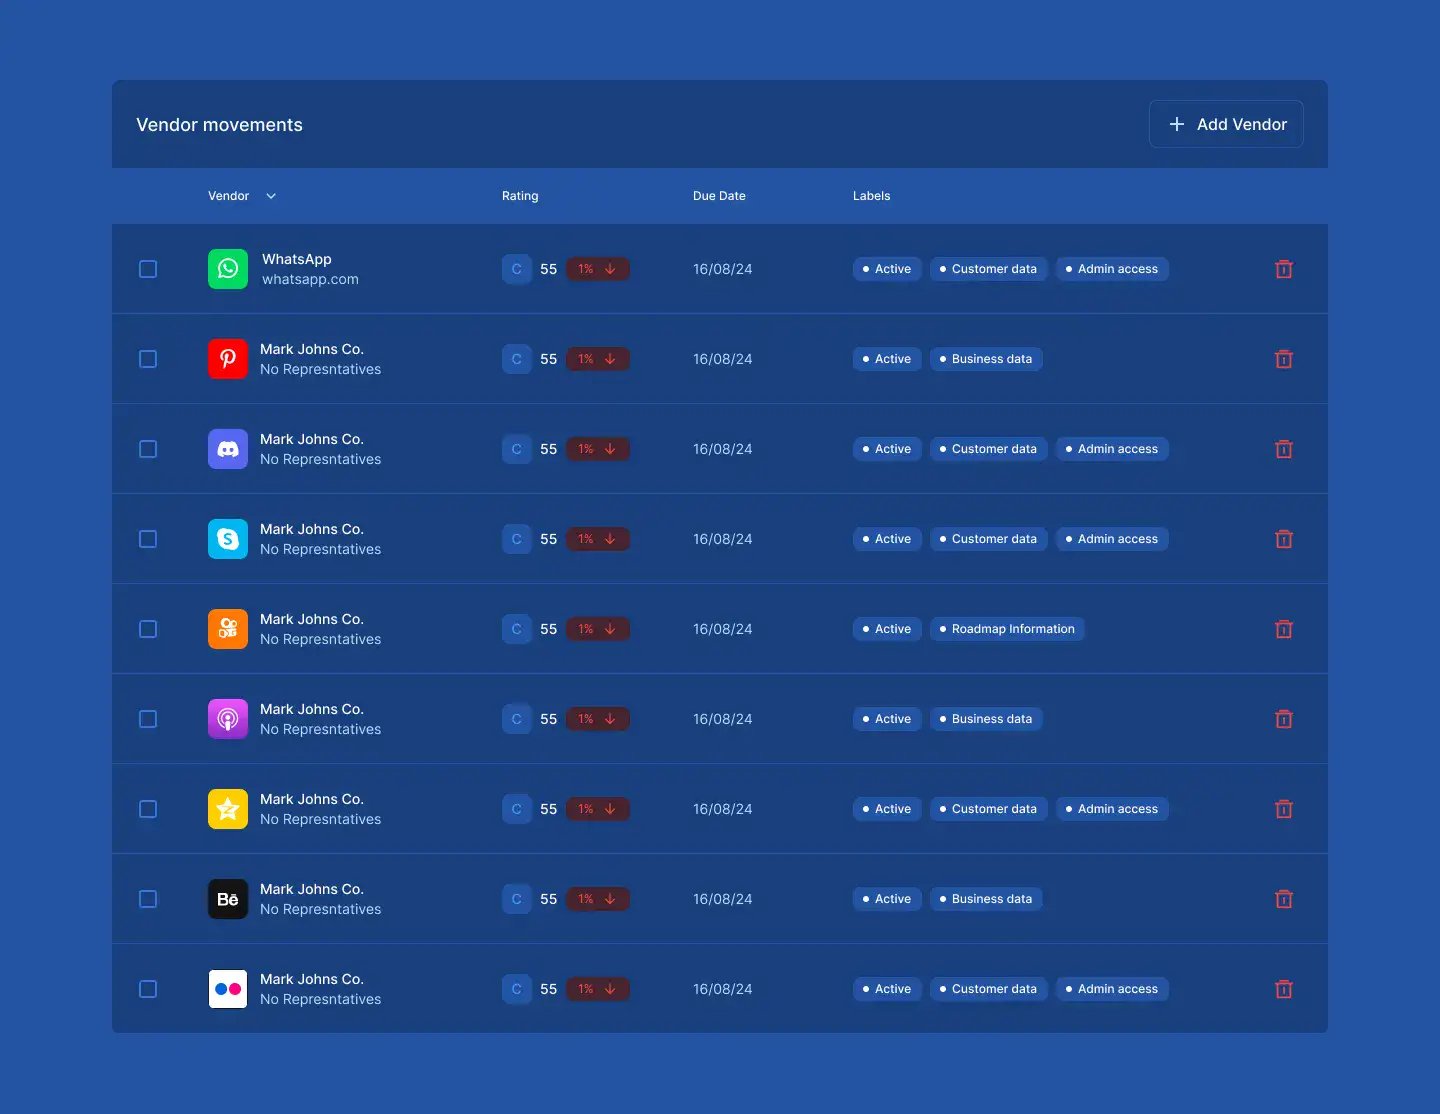 Vendor movements
Add Vendor
Vendor Rating Due Date Labels
WhatsApp
whatsapp.com
C 55 1% 16/08/24 Active Customer data Admin access
Mark Johns Co.
No Represntatives
C 55 1% 16/08/24 Active Business data
Mark Johns Co.
No Represntatives
C 55 1% 16/08/24 Active Customer data Admin access
Mark Johns Co.
No Represntatives
C 55 1% 16/08/24 Active Customer data Admin access
Mark Johns Co.
No Represntatives
C 55 1% 16/08/24 Active Roadmap Information
Mark Johns Co.
No Represntatives
C 55 1% 16/08/24 Active Business data
Mark Johns Co.
No Represntatives
C 55 1% 16/08/24 Active Customer data Admin access
Bē
Mark Johns Co.
No Represntatives
C 55 1% 16/08/24 Active Business data
Mark Johns Co.
No Represntatives
C 55 1% 16/08/24 Active Customer data Admin access